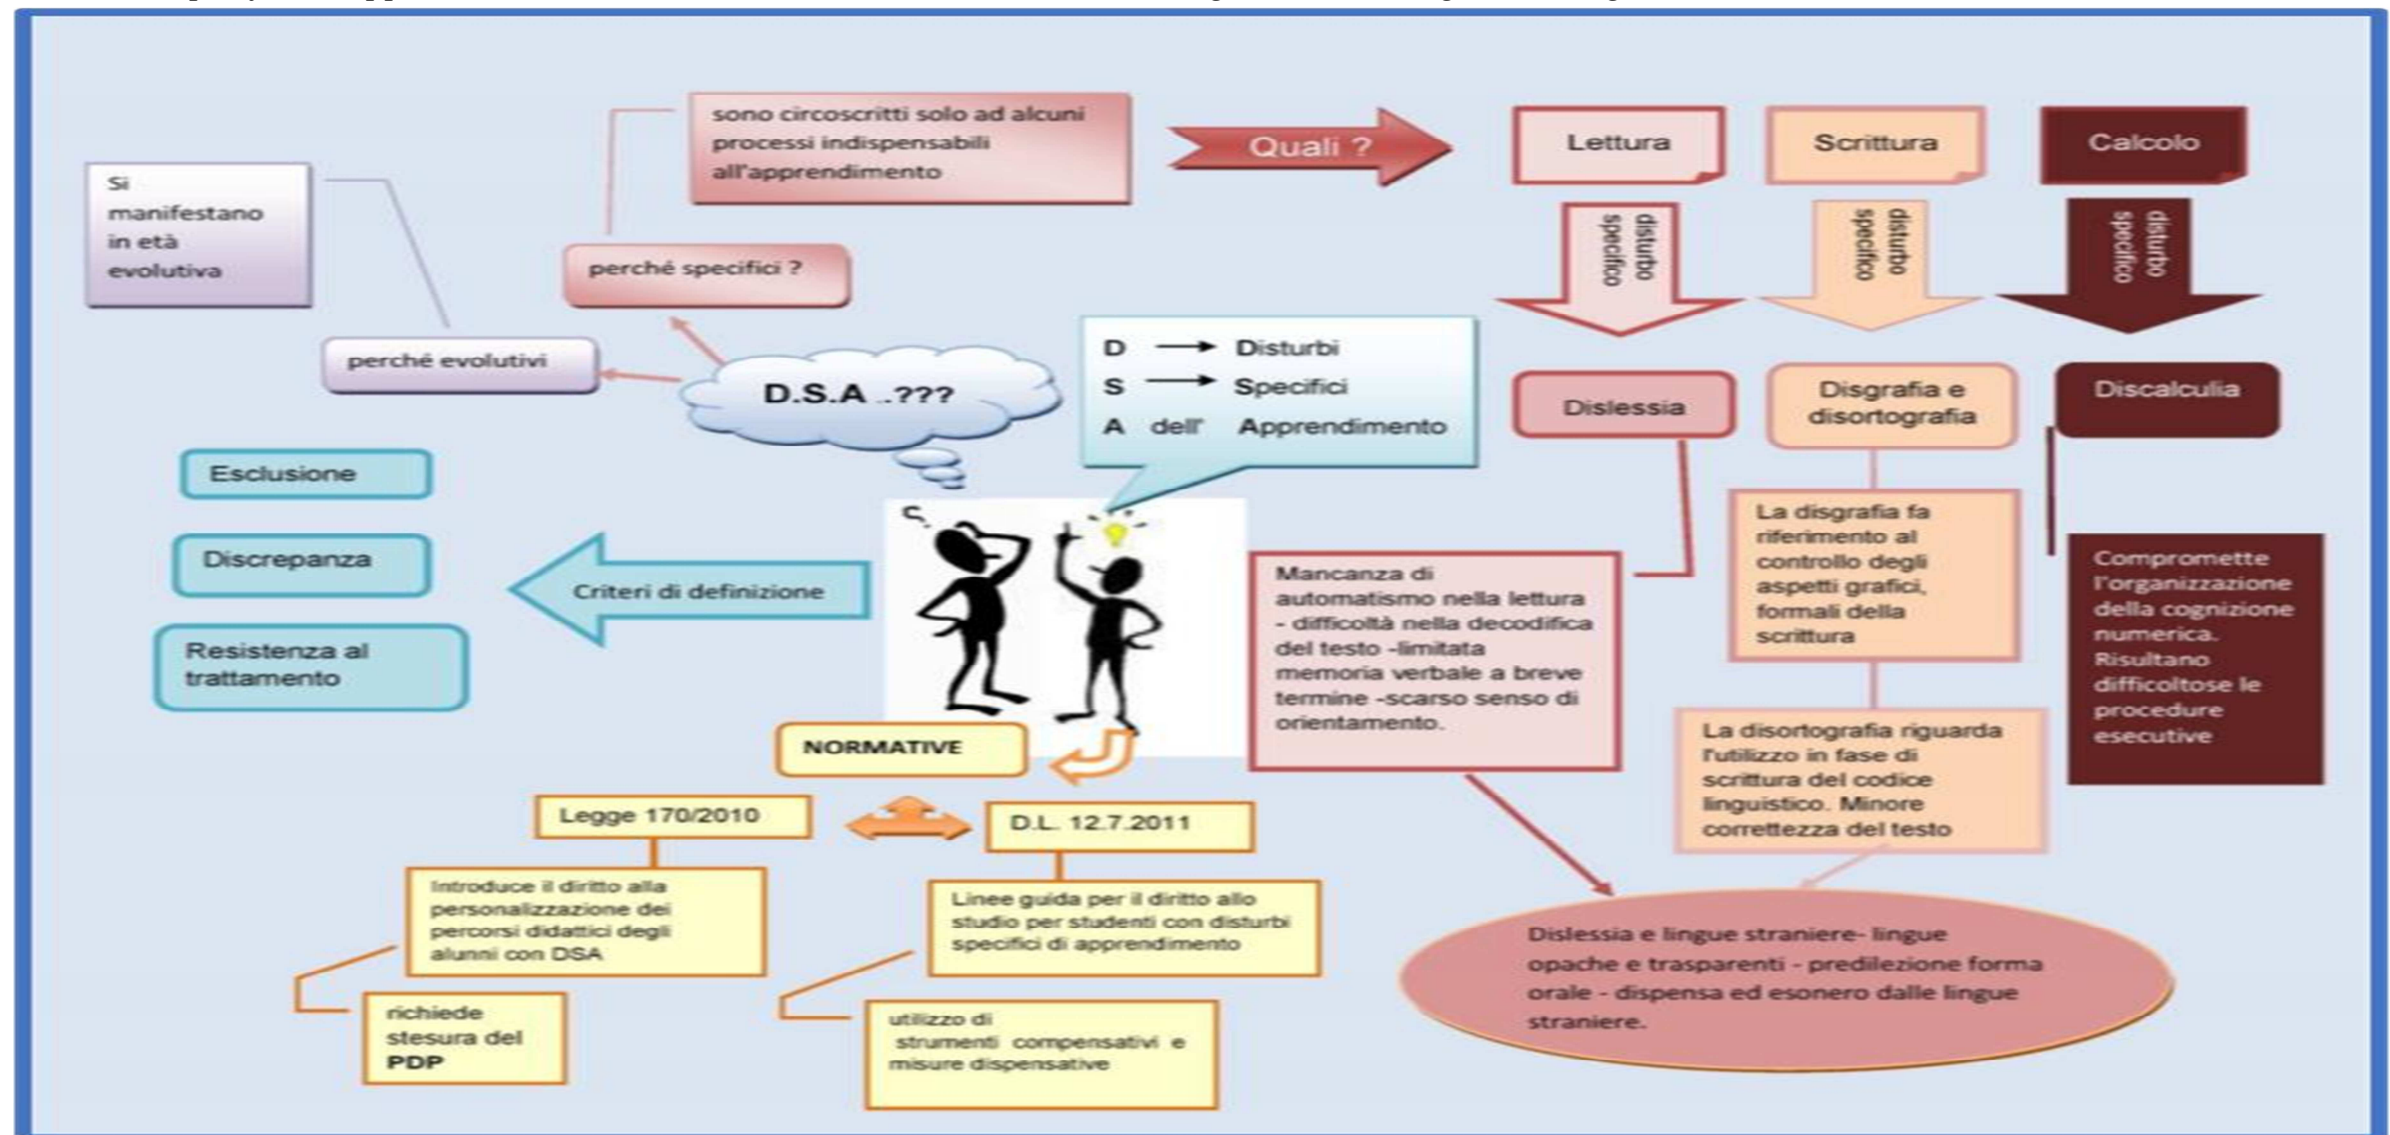 sono circoscritti solo ad alcuni
processi indispensabili
all'apprendimento
Quali ?
Lettura
Scrittura
Calcolo
Si
manifestano
in età
evolutiva
perché specifici ?
disturbo
specifico
disturbo
specifico
disturbo
specifico
perché evolutivi
D.S.A ..???
D → Disturbi
S → Specifici
A dell' Apprendimento
Dislessia
Disgrafia e
disortografia
Discalculia
Esclusione
Discrepanza
Resistenza al
trattamento
Criteri di definizione
Mancanza di
automatismo nella lettura
- difficoltà nella decodifica
del testo -limitata
memoria verbale a breve
termine -scarso senso di
orientamento.
La disgrafia fa
riferimento al
controllo degli
aspetti grafici,
formali della
scrittura
Compromette
l'organizzazione
della cognizione
numerica.
Risultano
difficoltose le
procedure
esecutive
La disortografia riguarda
l'utilizzo in fase di
scrittura del codice
linguistico. Minore
correttezza del testo
NORMATIVE
Legge 170/2010
D.L. 12.7.2011
Introduce il diritto alla
personalizzazione dei
percorsi didattici degli
alunni con DSA
Linee guida per il diritto allo
studio per studenti con disturbi
specifici di apprendimento
richiede
stesura del
PDP
utilizzo di
strumenti compensativi e
misure dispensative
Dislessia e lingue straniere- lingue
opache e trasparenti - predilezione forma
orale - dispensa ed esonero dalle lingue
straniere.